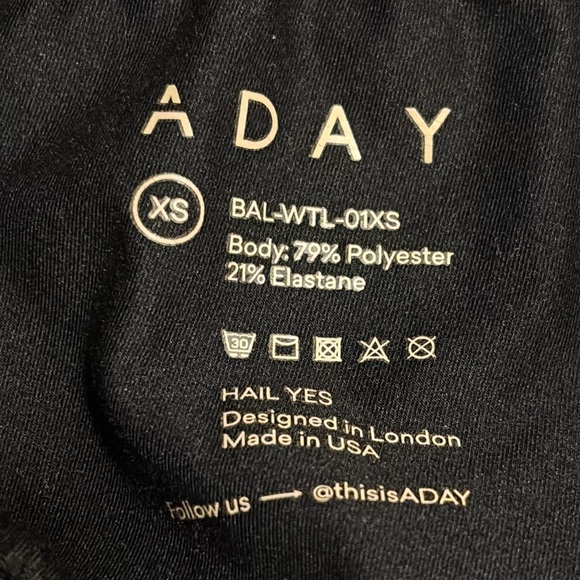 ADAY
XS
BAL-WTL-01XS
Body: 79% Polyester
21% Elastane
30
HAIL YES
Designed in London
Made in USA
Follow us → @thisisADAY